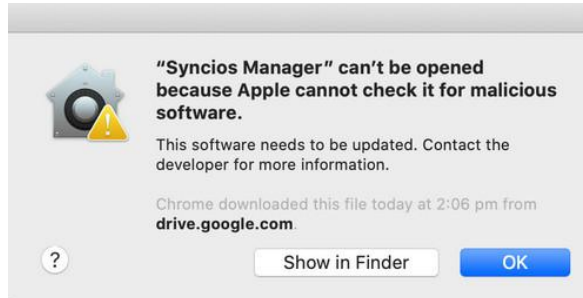 “Syncios Manager” can’t be opened
because Apple cannot check it for malicious
software.
This software needs to be updated. Contact the
developer for more information.
Chrome downloaded this file today at 2:06 pm from
drive.google.com.
?
Show in Finder
OK